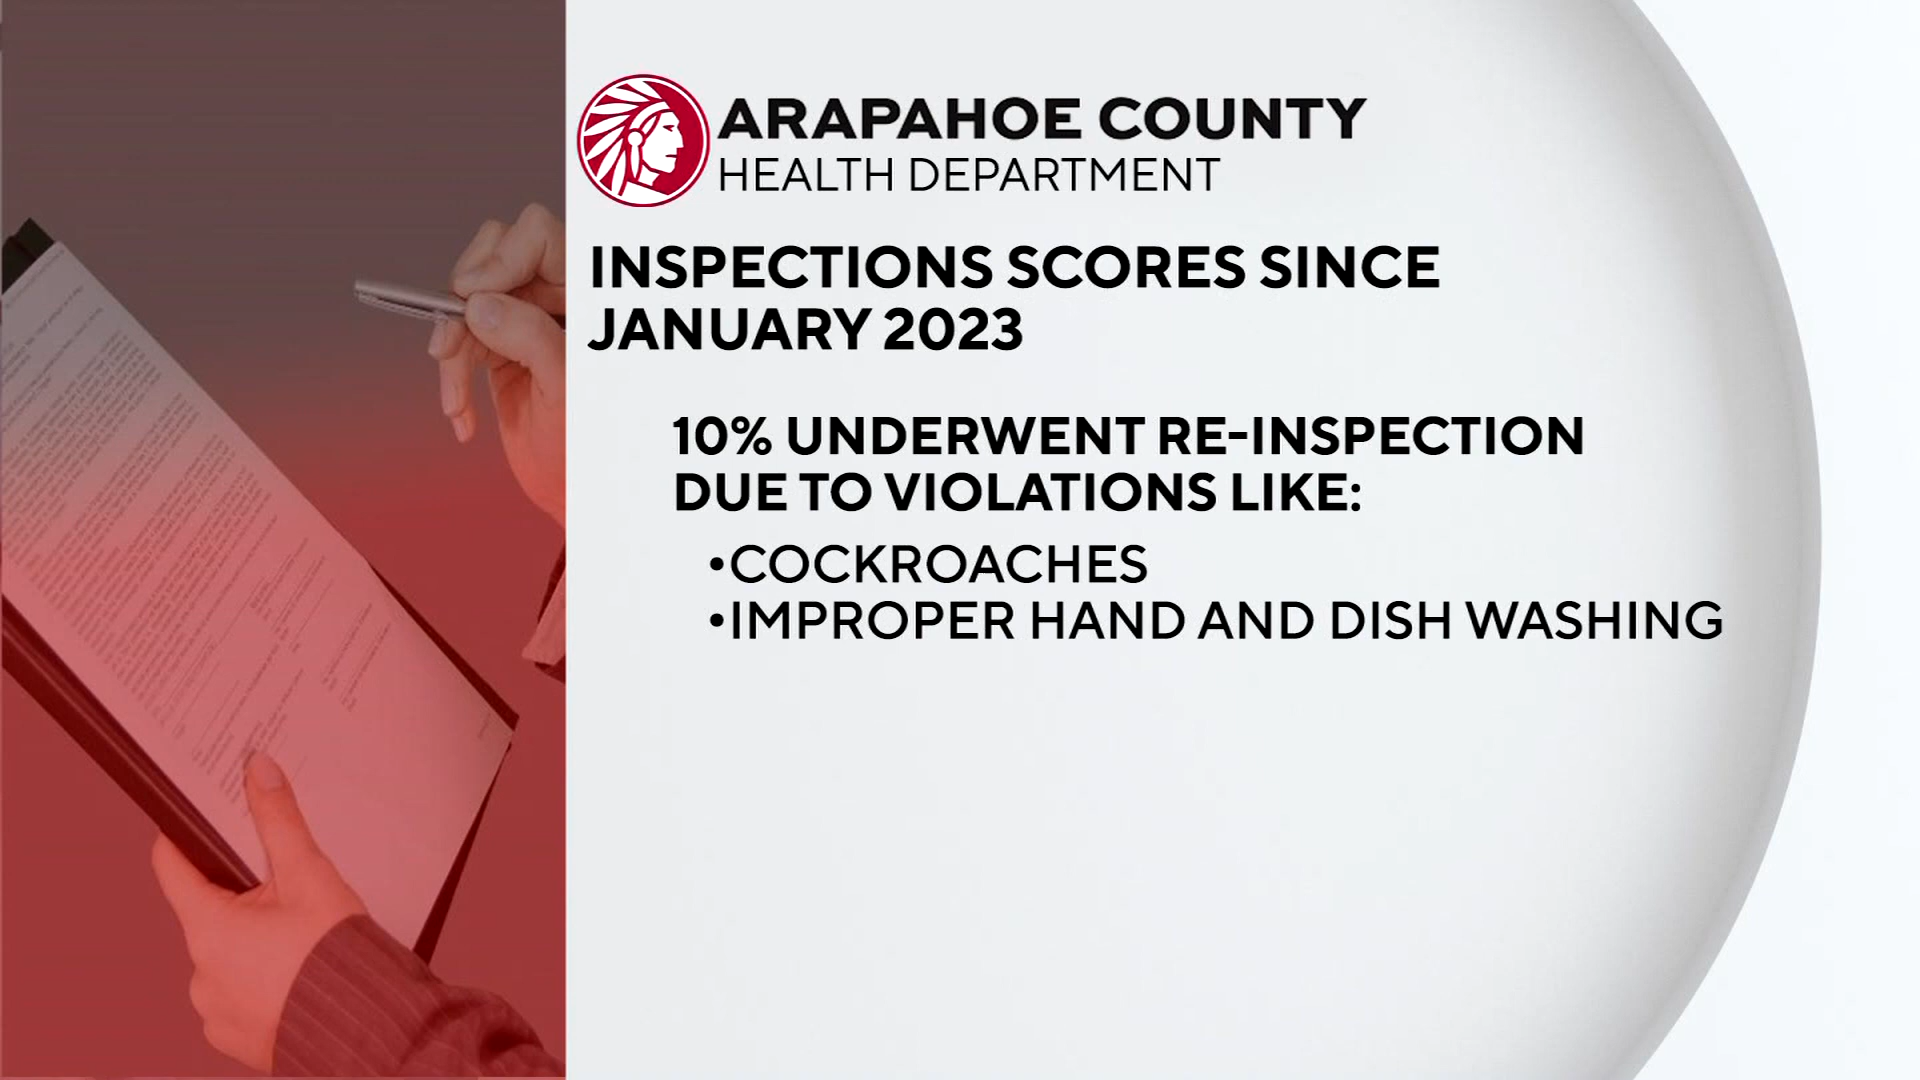 ARAPAHOE COUNTY
HEALTH DEPARTMENT
INSPECTIONS SCORES SINCE
JANUARY 2023
10% UNDERWENT RE-INSPECTION
DUE TO VIOLATIONS LIKE:
•COCKROACHES
•IMPROPER HAND AND DISH WASHING